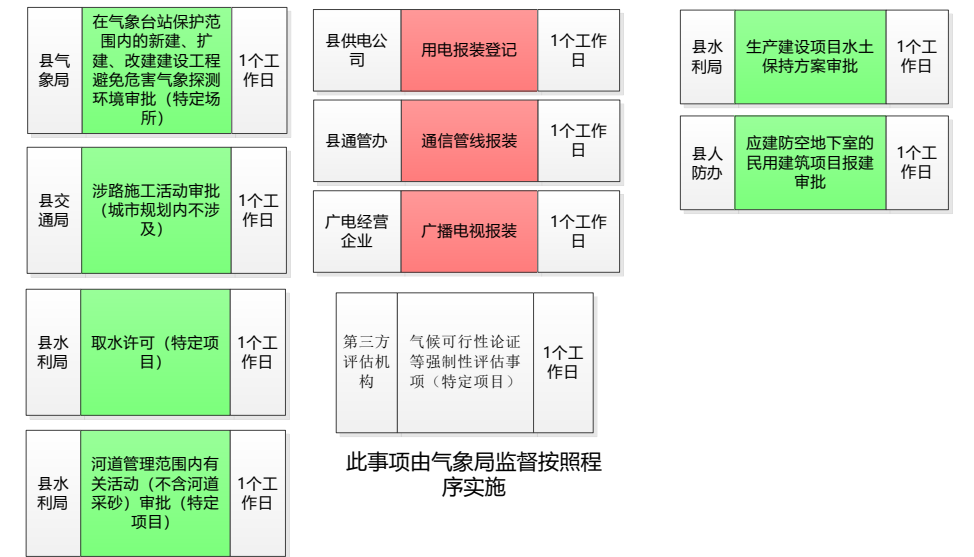 县气
象局
在气象台站保护范
围内的新建、扩
建、改建建设工程
避免危害气象探测
环境审批（特定场
所）
1个工
作日
县交
通局
涉路施工活动审批
（城市规划内不涉
及）
1个工
作日
县水
利局
取水许可（特定项
目）
1个工
作日
县水
利局
河道管理范围内有
关活动（不含河道
采砂）审批（特定
项目）
1个工
作日
县供电公
司
用电报装登记
1个工作
日
县通管办
通信管线报装
1个工作
日
广电经营
企业
广播电视报装
1个工作
日
第三方
评估机
构
气候可行性论证
等强制性评估事
项（特定项目）
1个工
作日
此事项由气象局监督按照程
序实施
县水
利局
生产建设项目水土
保持方案审批
1个工
作日
县人
防办
应建防空地下室的
民用建筑项目报建
审批
1个工
作日